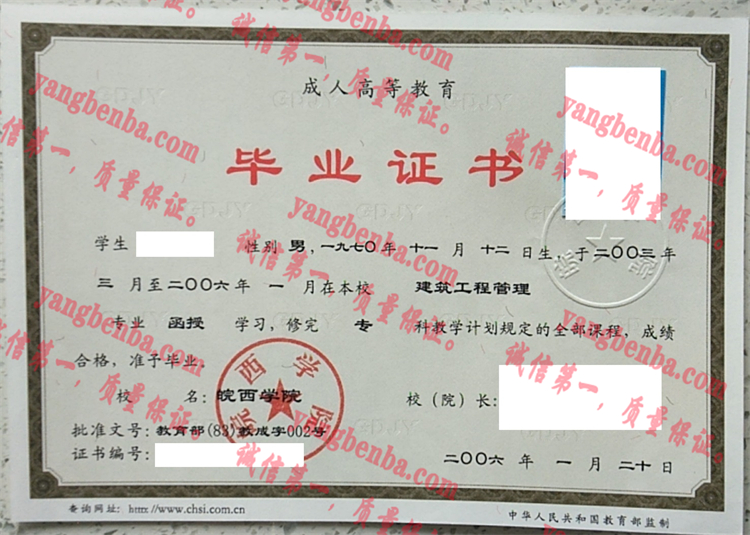 成人高等教育
毕业证书
学生 性别 男，一九七〇年 十一 月 十二 日生，于二〇〇三年
三 月至二〇〇六年 一 月在本校 建筑工程管理
专业 函授 学习，修完 专 科教学计划规定的全部课程，成绩
合格，准予毕业。
校 名：皖西学院 校（院）长：
批准文号：教育部(83)教成字002号
证书编号：
二〇〇六 年 一 月 二十日
查询网址：http://www.chsi.com.cn
中华人民共和国教育部监制
皖西学院
GDJY
yangbenba.com
诚信第一，质量保证。